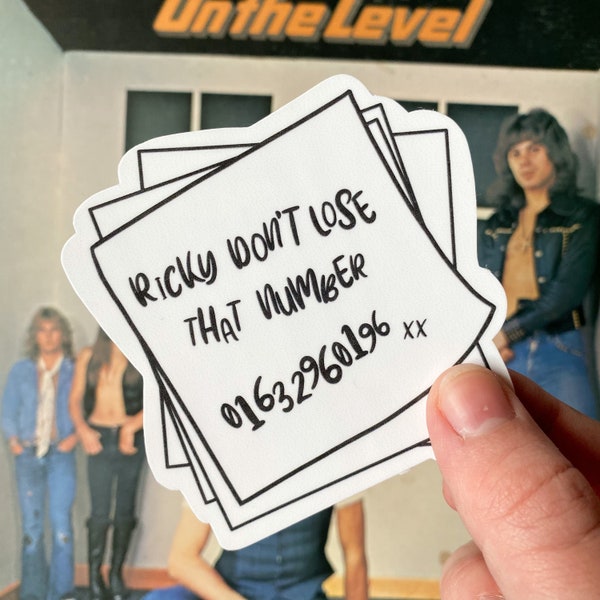 On the Level
RICKY DON'T LOSE
THAT NUMBER
01632960196 xx